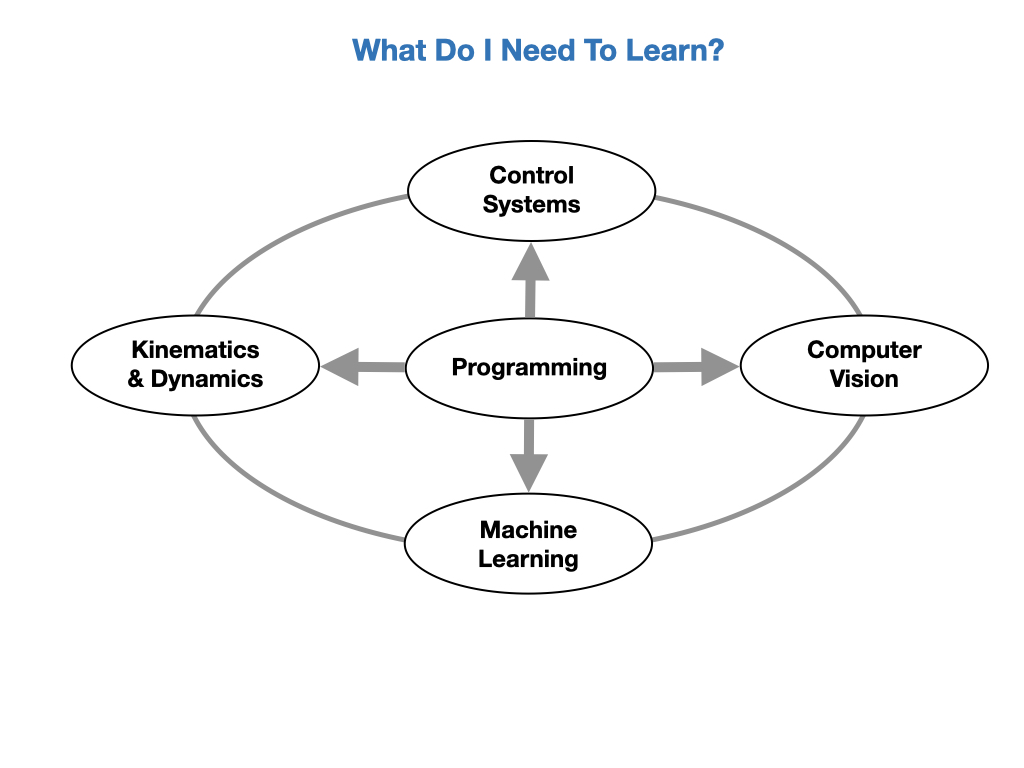 What Do I Need To Learn?
Control
Systems
Kinematics
& Dynamics
Programming
Computer
Vision
Machine
Learning